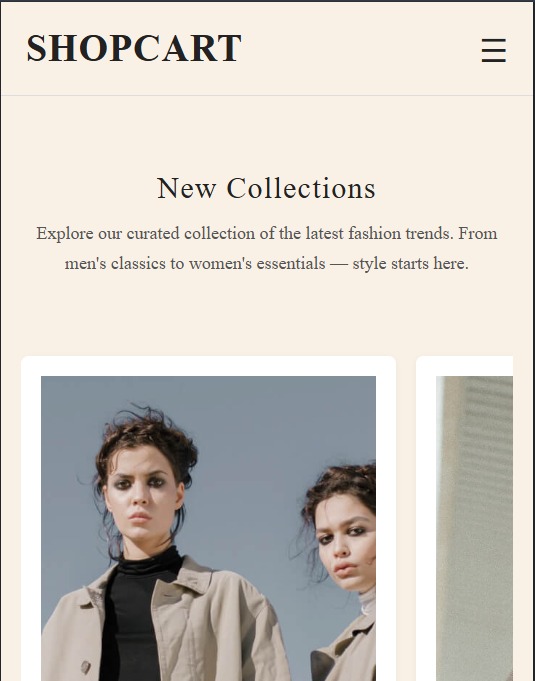 SHOPCART
New Collections
Explore our curated collection of the latest fashion trends. From
men's classics to women's essentials — style starts here.